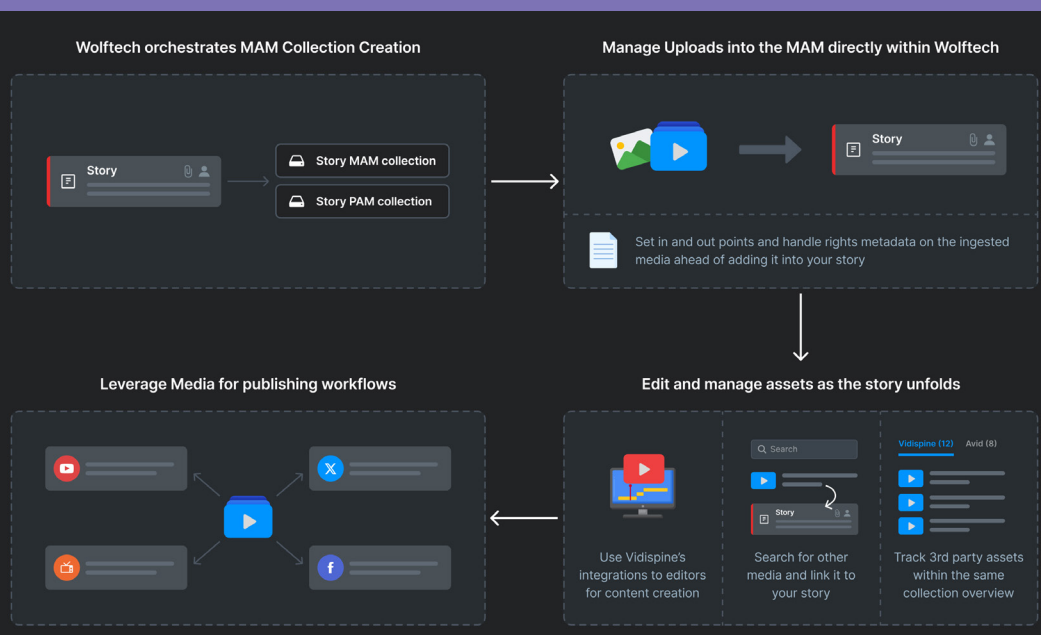 Wolftech orchestrates MAM Collection Creation
Story
Story MAM collection
Story PAM collection
Manage Uploads into the MAM directly within Wolftech
Story
Set in and out points and handle rights metadata on the ingested
media ahead of adding it into your story
Leverage Media for publishing workflows
X
f
Edit and manage assets as the story unfolds
Use Vidispine's
integrations to editors
for content creation
Search
Story
Search for other
media and link it to
your story
Vidispine (12) Avid (8)
Track 3rd party assets
within the same
collection overview